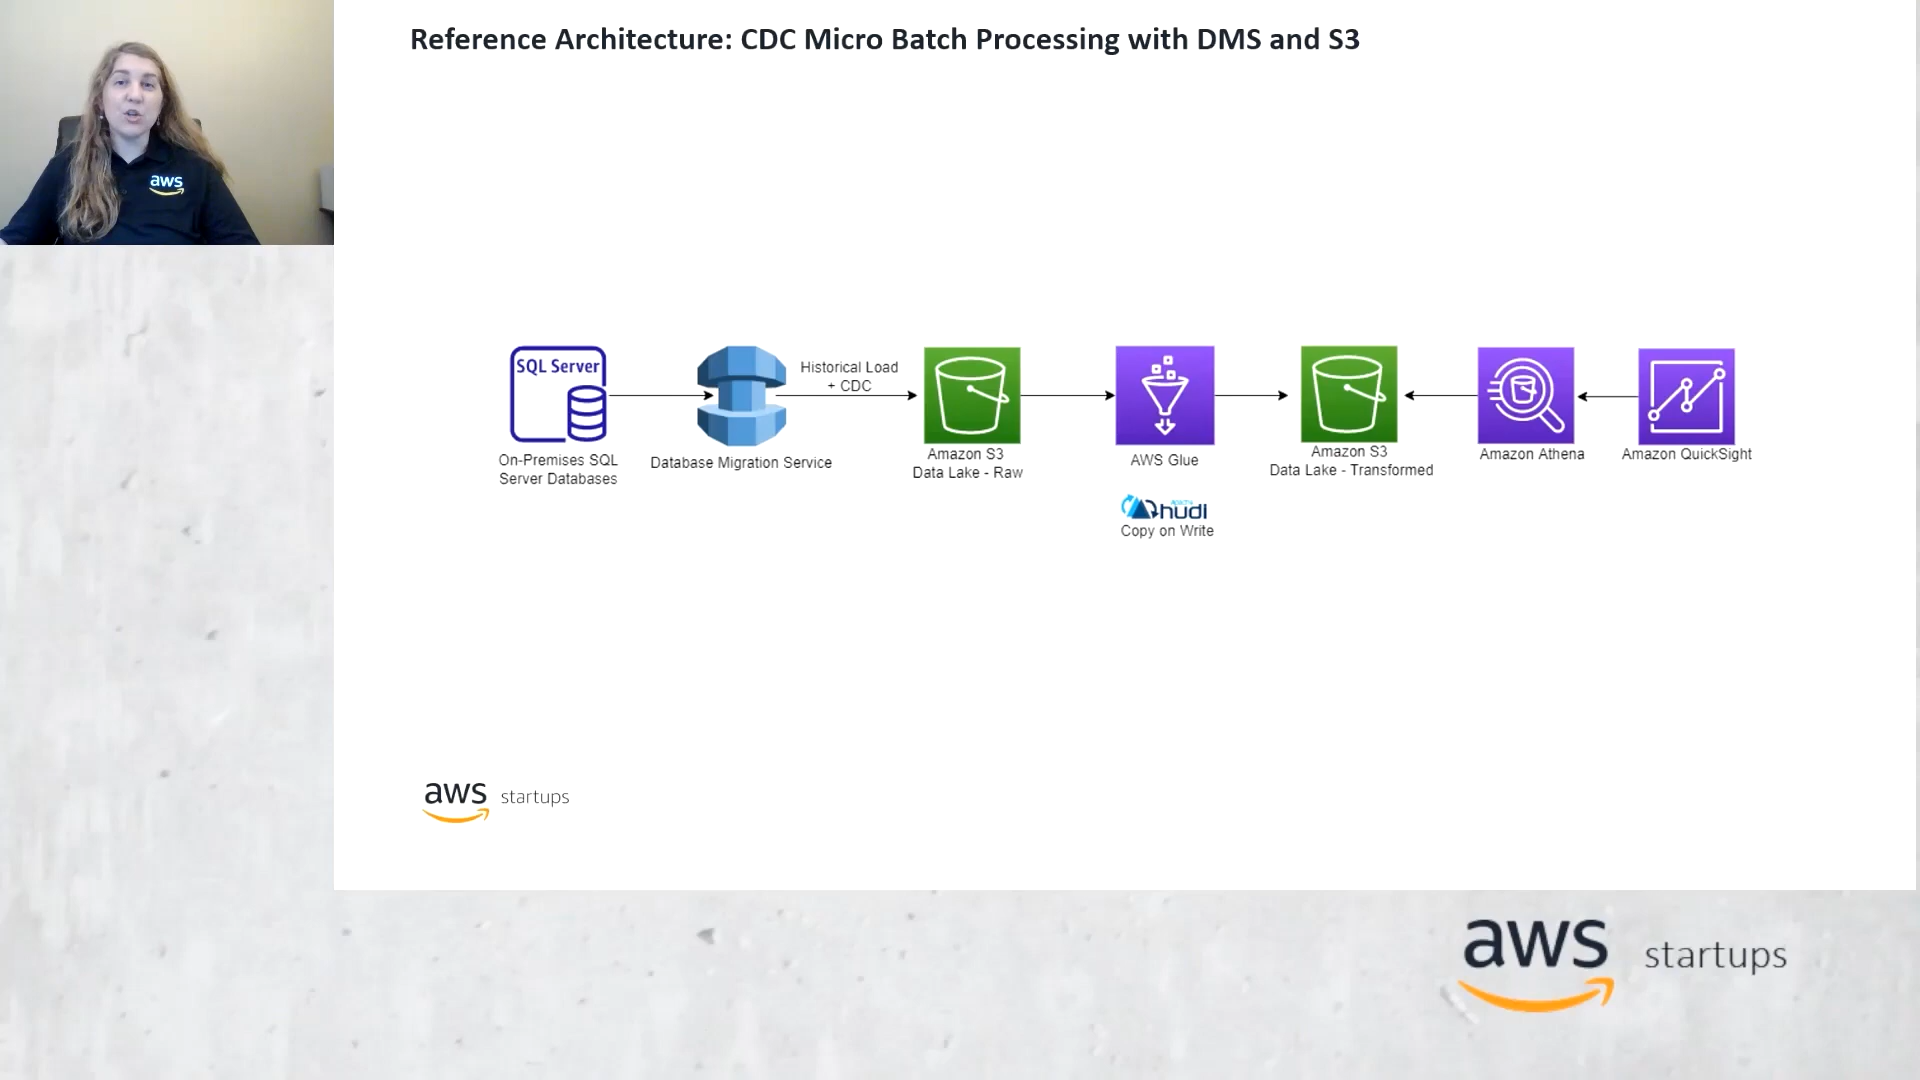 Reference Architecture: CDC Micro Batch Processing with DMS and S3
aws
SQL Server
On-Premises SQL
Server Databases
Database Migration Service
Historical Load
+ CDC
Amazon S3
Data Lake - Raw
AWS Glue
hudi
Copy on Write
Amazon S3
Data Lake - Transformed
Amazon Athena
Amazon QuickSight
aws startups
aws startups